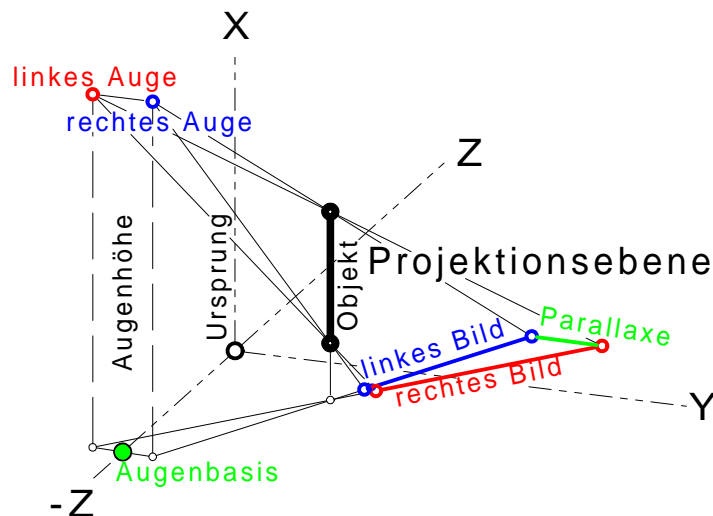 X
linkes Auge
rechtes Auge
Z
Augenhöhe
Ursprung
Objekt
Projektionsebene
linkes Bild
Parallaxe
rechtes Bild
Y
Augenbasis
-Z